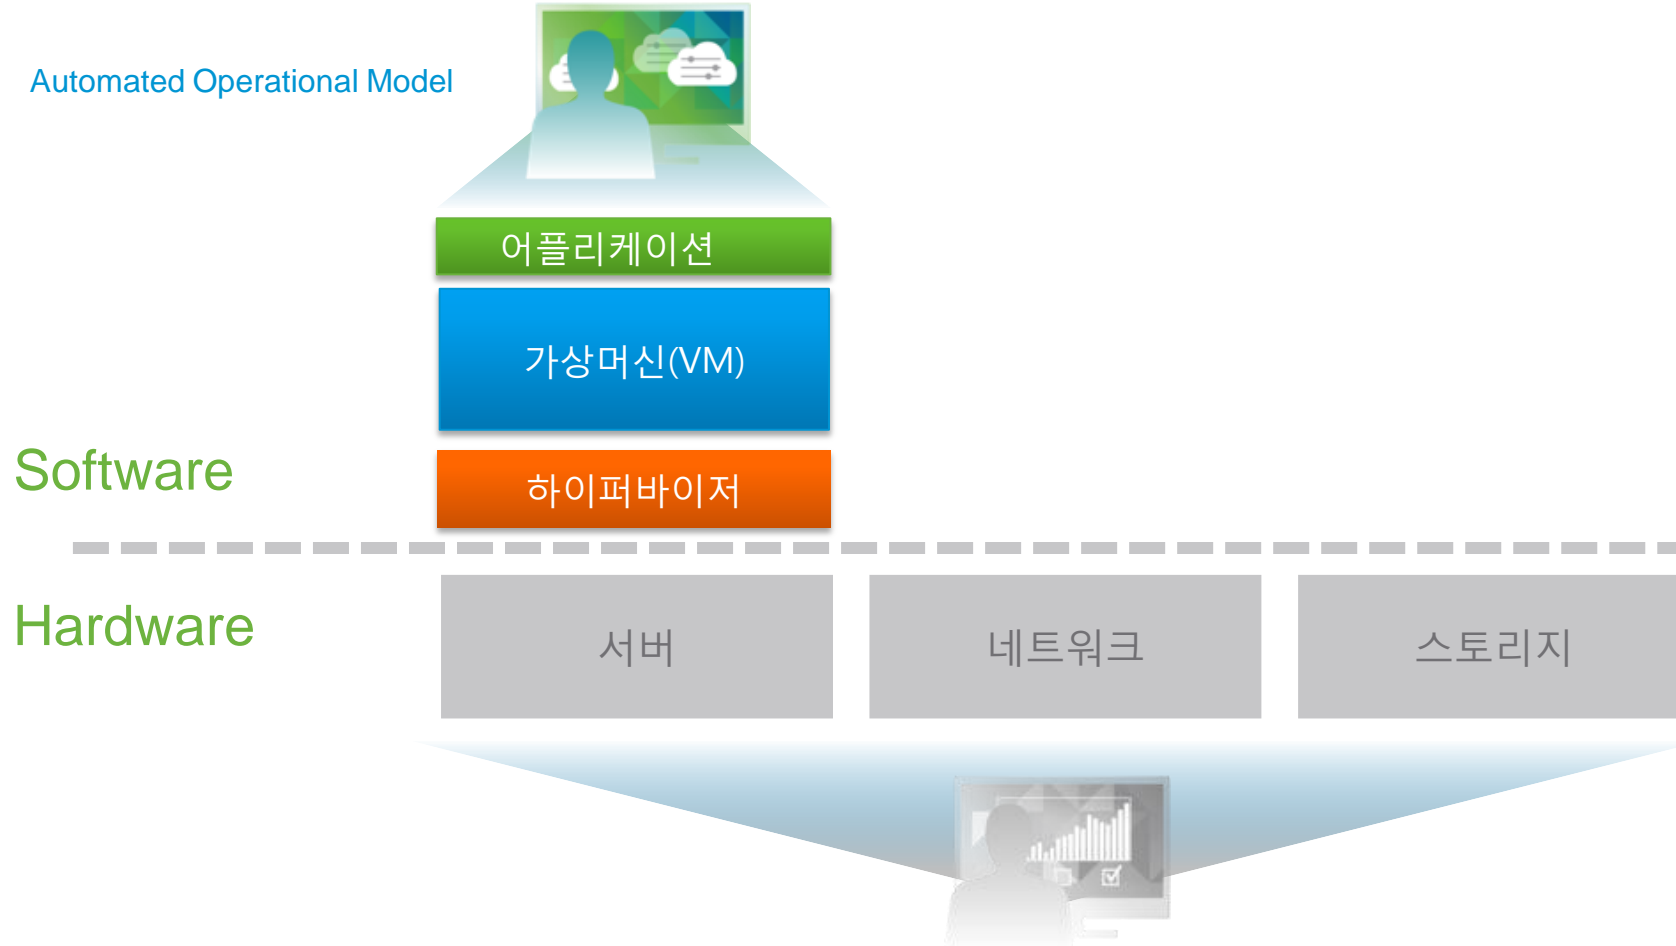 Automated Operational Model
어플리케이션
가상머신(VM)
Software
하이퍼바이저
Hardware
서버
네트워크
스토리지